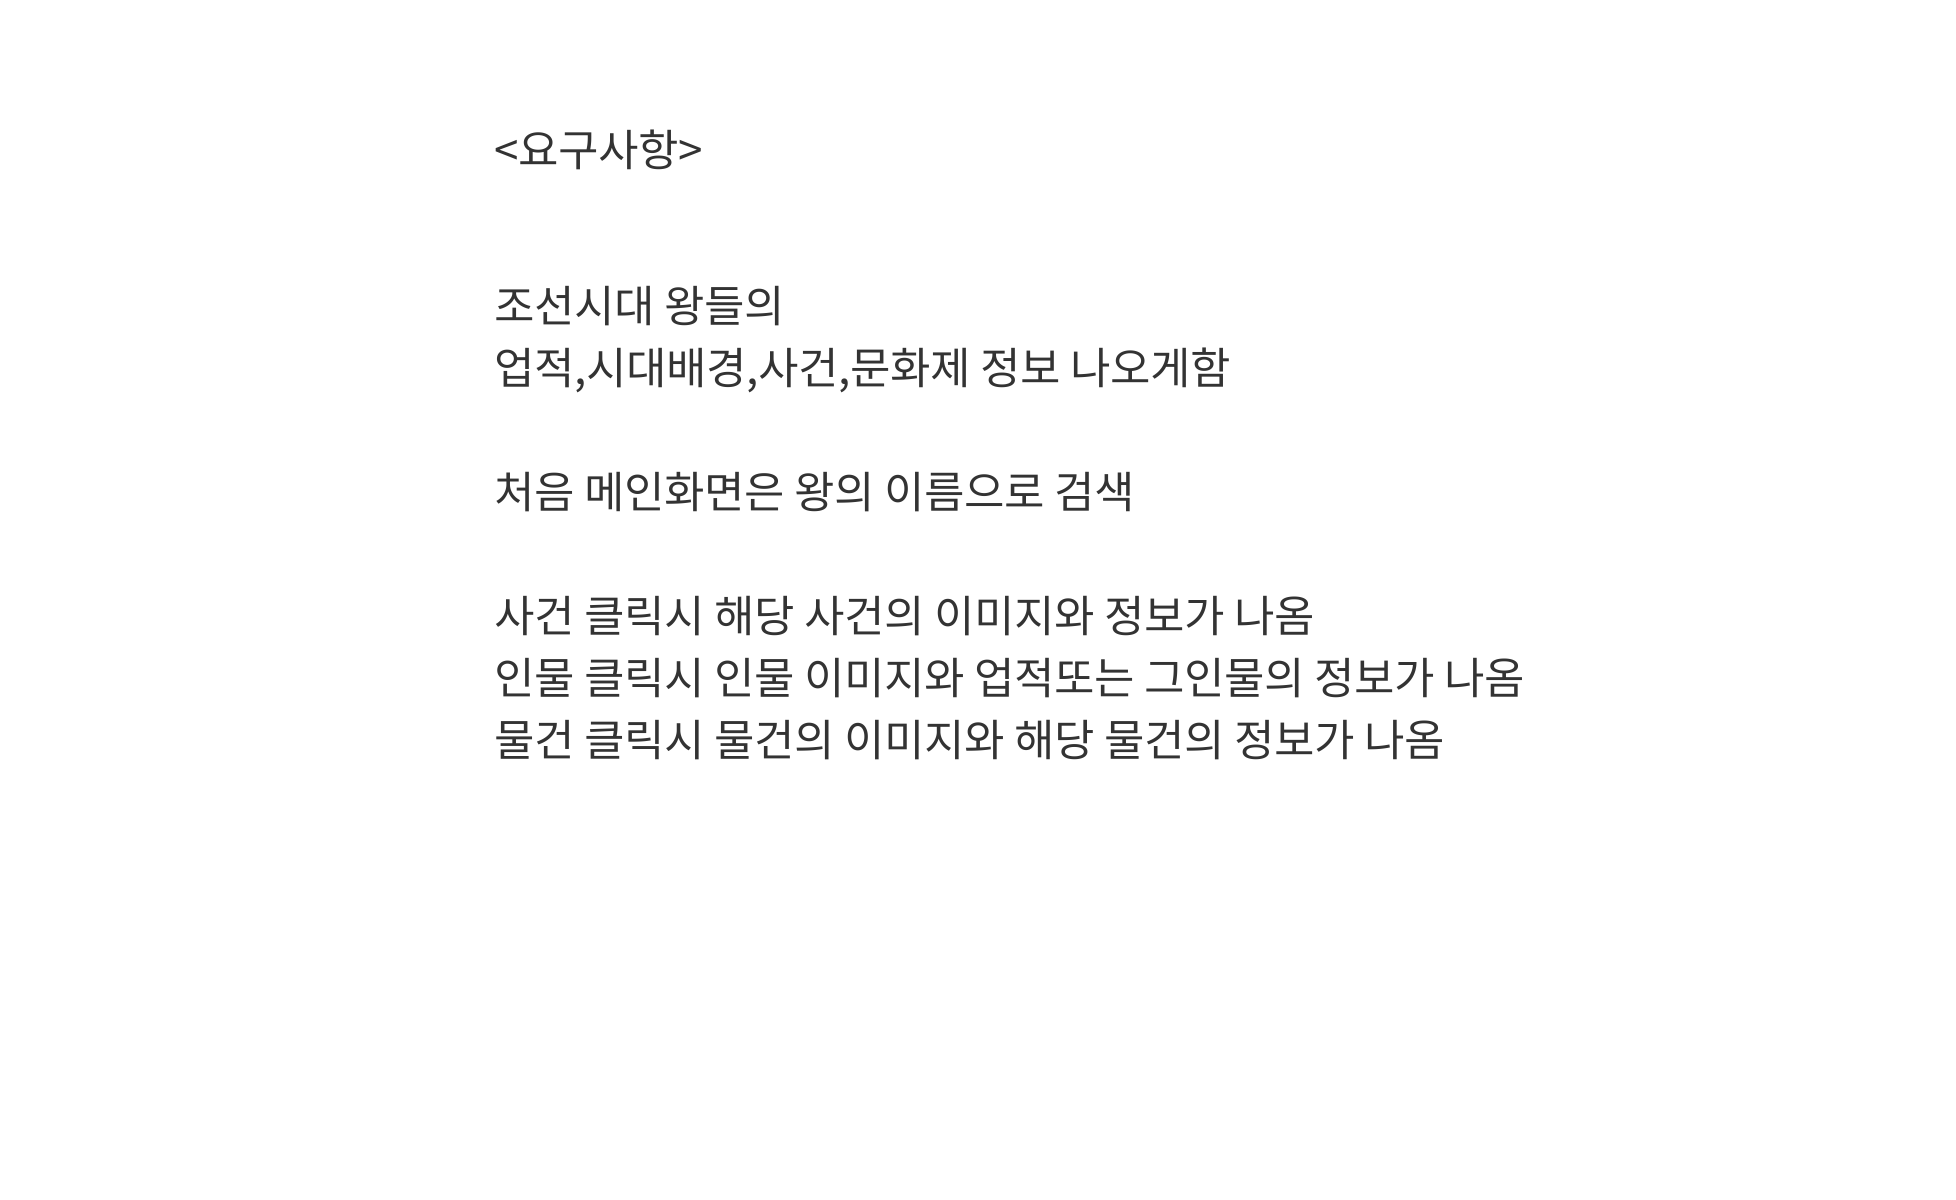 <요구사항>
조선시대 왕들의
업적,시대배경,사건,문화제 정보 나오게함
처음 메인화면은 왕의 이름으로 검색
사건 클릭시 해당 사건의 이미지와 정보가 나옴
인물 클릭시 인물 이미지와 업적또는 그인물의 정보가 나옴
물건 클릭시 물건의 이미지와 해당 물건의 정보가 나옴